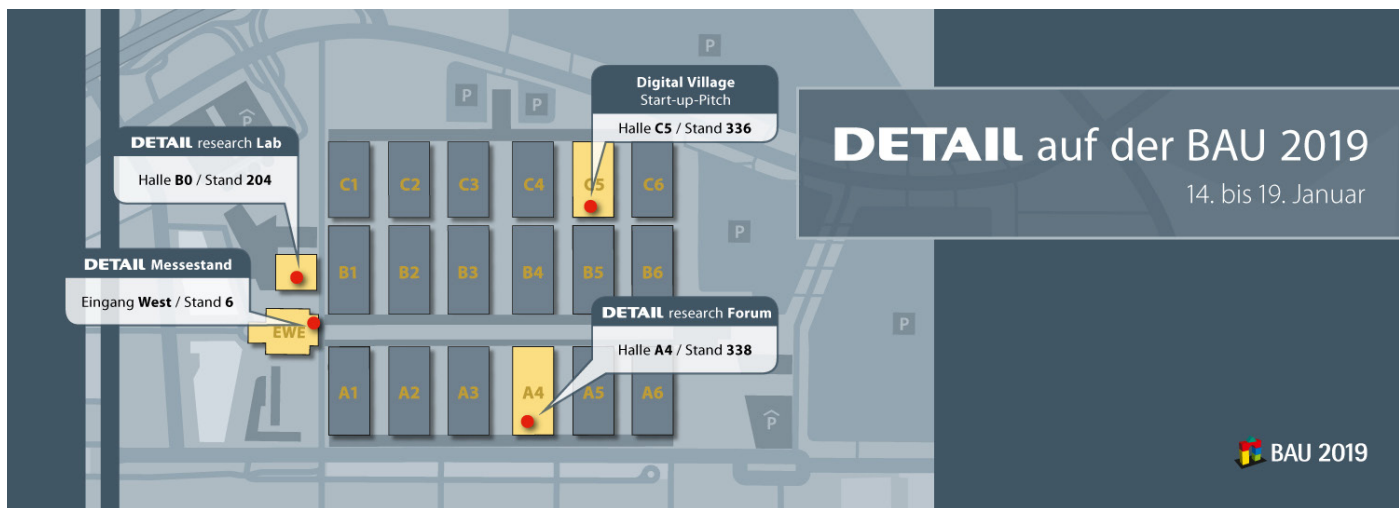 DETAIL auf der BAU 2019
14. bis 19. Januar
Digital Village
Start-up-Pitch
Halle C5 / Stand 336
DETAIL research Lab
Halle B0 / Stand 204
DETAIL Messestand
Eingang West / Stand 6
DETAIL research Forum
Halle A4 / Stand 338
P
P
P
P
P
P
P
C1
C2
C3
C4
C5
C6
B1
B2
B3
B4
B5
B6
EWE
A1
A2
A3
A4
A5
A6
BAU 2019